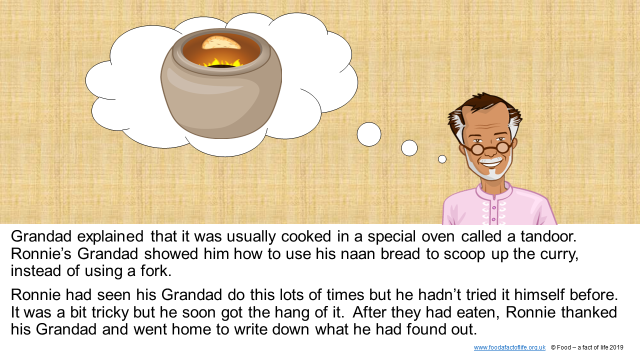 Grandad explained that it was usually cooked in a special oven called a tandoor.
Ronnie's Grandad showed him how to use his naan bread to scoop up the curry,
instead of using a fork.
Ronnie had seen his Grandad do this lots of times but he hadn't tried it himself before.
It was a bit tricky but he soon got the hang of it. After they had eaten, Ronnie thanked
his Grandad and went home to write down what he had found out.
www.foodafactoflife.org.uk © Food – a fact of life 2019